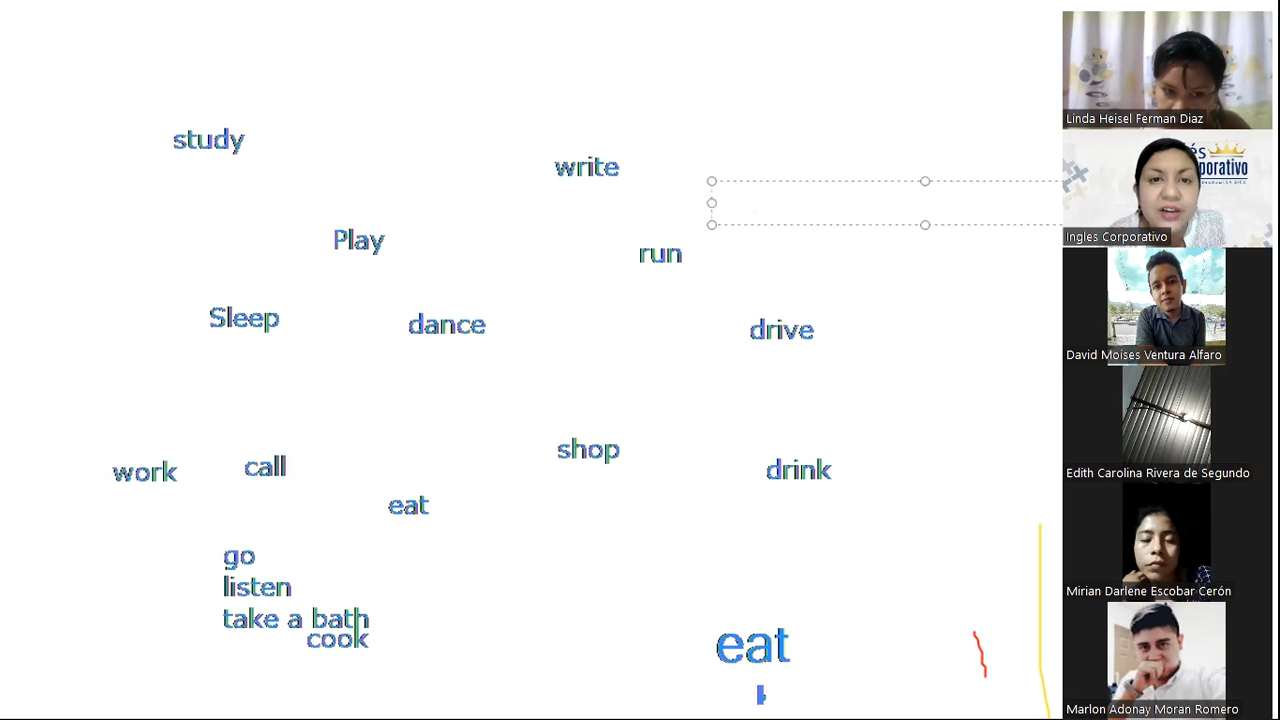 study
write
Play
run
Sleep
dance
drive
shop
call
drink
work
eat
go
listen
take a bath
cook
eat
Linda Heisel Ferman Diaz
és
porativo
Ingles Corporativo
David Moises Ventura Alfaro
Edith Carolina Rivera de Segundo
Mirian Darlene Escobar Cerón
Marlon Adonay Moran Romero